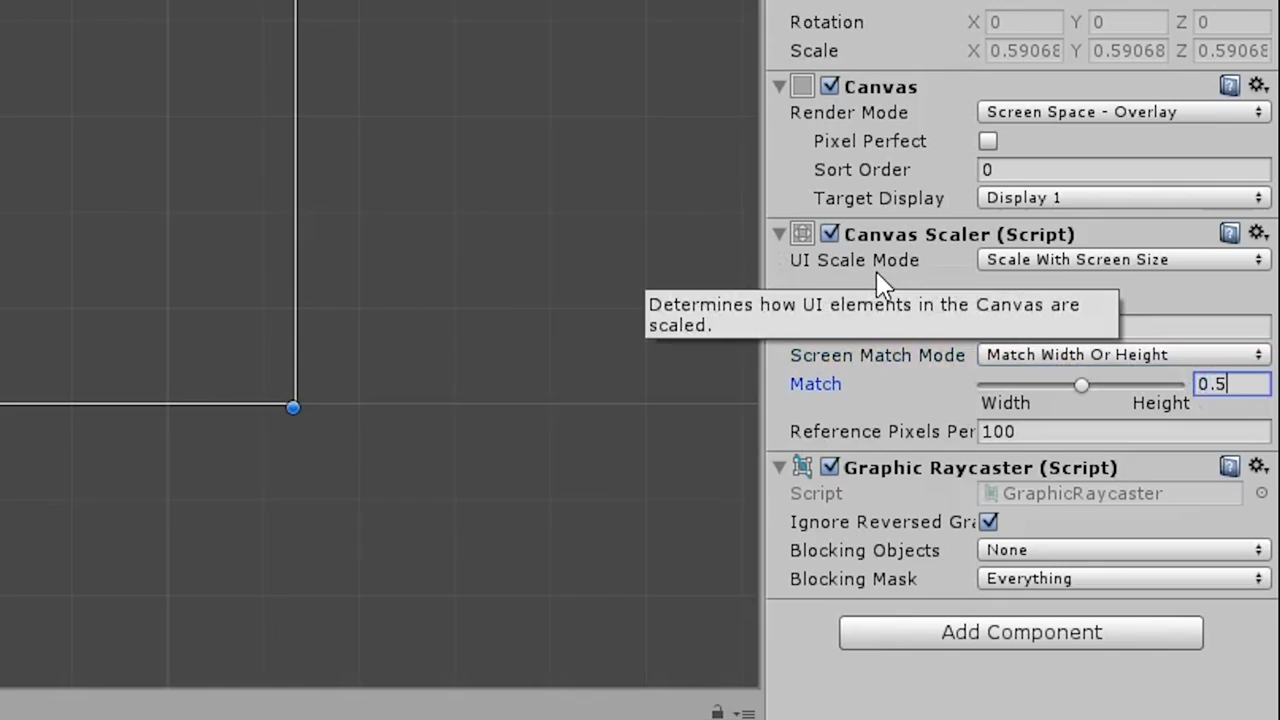 Rotation X 0 Y 0 Z 0
Scale X 0.59068 Y 0.59068 Z 0.59068
Canvas
Render Mode Screen Space - Overlay
Pixel Perfect
Sort Order 0
Target Display Display 1
Canvas Scaler (Script)
UI Scale Mode Scale With Screen Size
Determines how UI elements in the Canvas are
scaled.
Screen Match Mode Match Width Or Height
Match 0.5
Width Height
Reference Pixels Per 100
Graphic Raycaster (Script)
Script GraphicRaycaster
Ignore Reversed Gra
Blocking Objects None
Blocking Mask Everything
Add Component